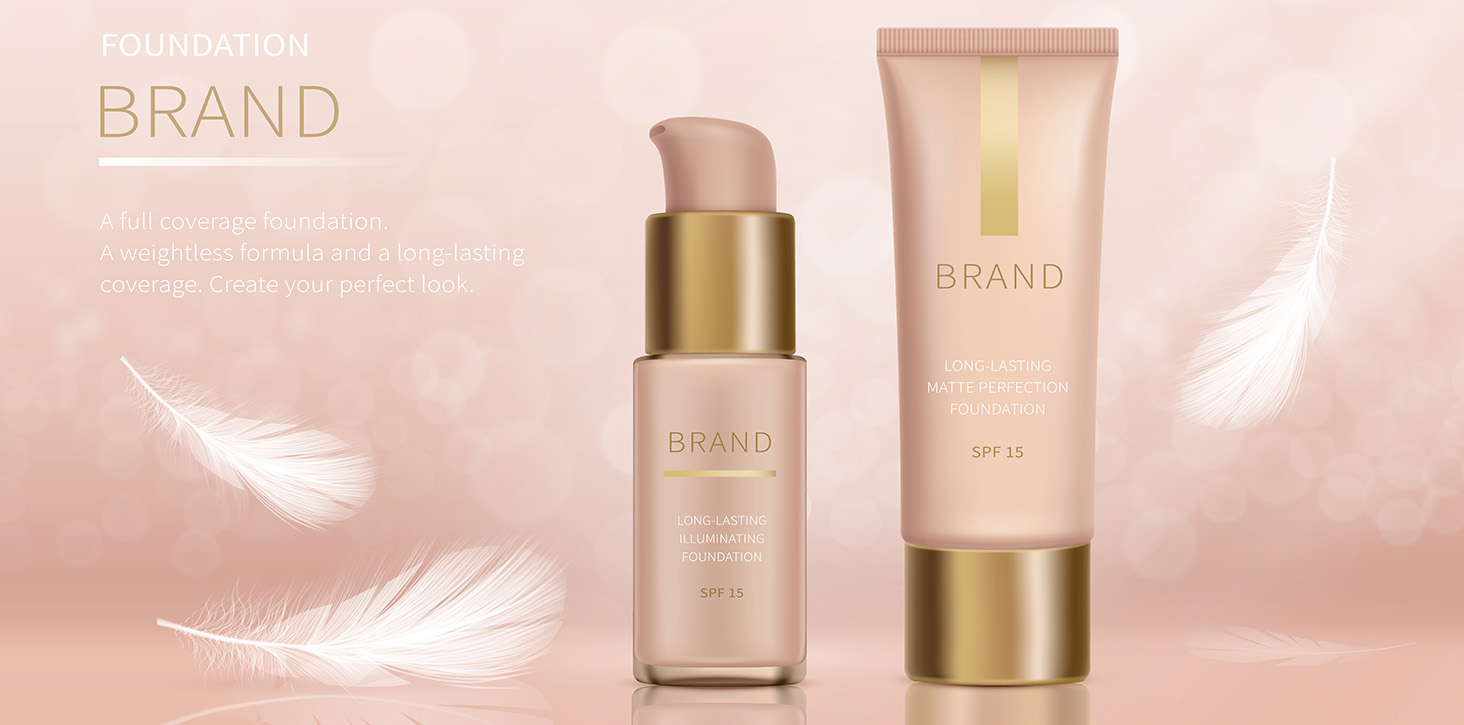 FOUNDATION
BRAND
A full coverage foundation.
A weightless formula and a long-lasting
coverage. Create your perfect look.
BRAND
LONG-LASTING
ILLUMINATING
FOUNDATION
SPF 15
BRAND
LONG-LASTING
MATTE PERFECTION
FOUNDATION
SPF 15